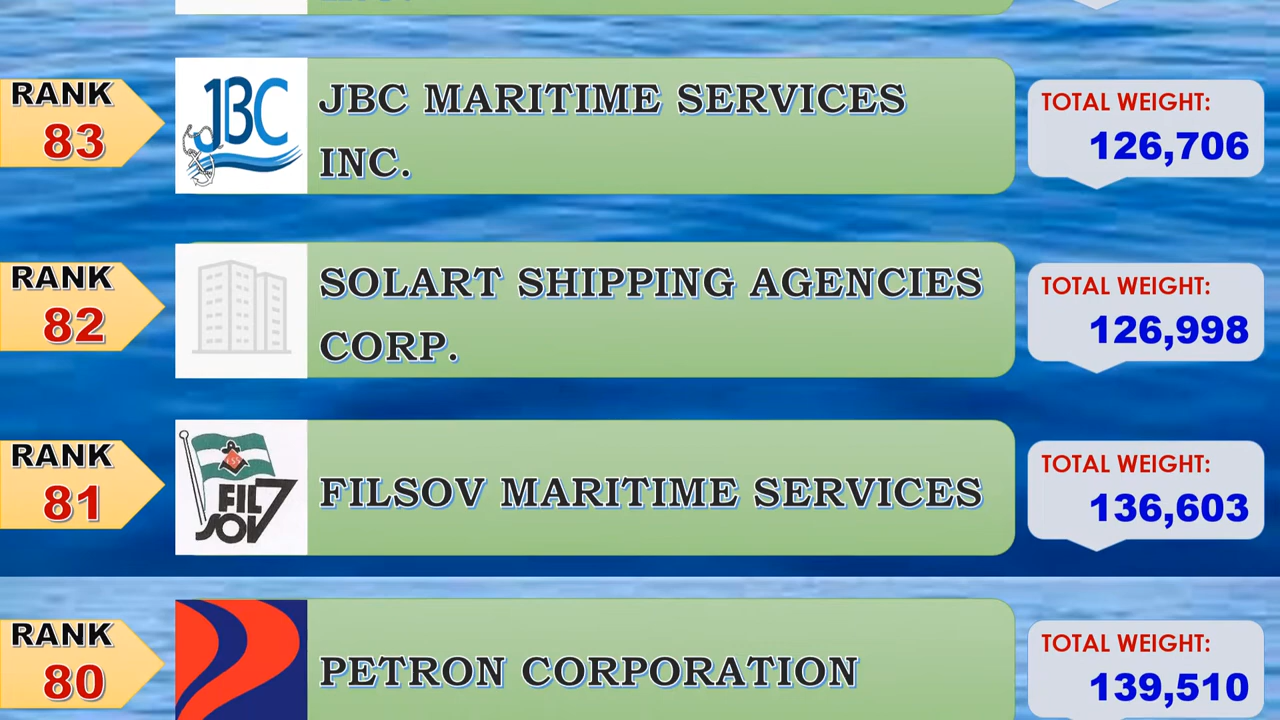 RANK
83
JBC
JBC MARITIME SERVICES
INC.
TOTAL WEIGHT:
126,706
RANK
82
SOLART SHIPPING AGENCIES
CORP.
TOTAL WEIGHT:
126,998
RANK
81
FIL
SOV
FILSOV MARITIME SERVICES
TOTAL WEIGHT:
136,603
RANK
80
PETRON CORPORATION
TOTAL WEIGHT:
139,510